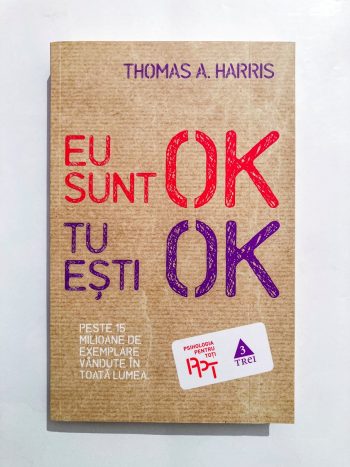 THOMAS A. HARRIS
EU
SUNT OK
TU
EȘTI OK
PESTE 15
MILIOANE DE
EXEMPLARE
VÂNDUTE ÎN
TOATĂ LUMEA.
PSIHOLOGIA
PENTRU
TOȚI
PPT
3
TREI